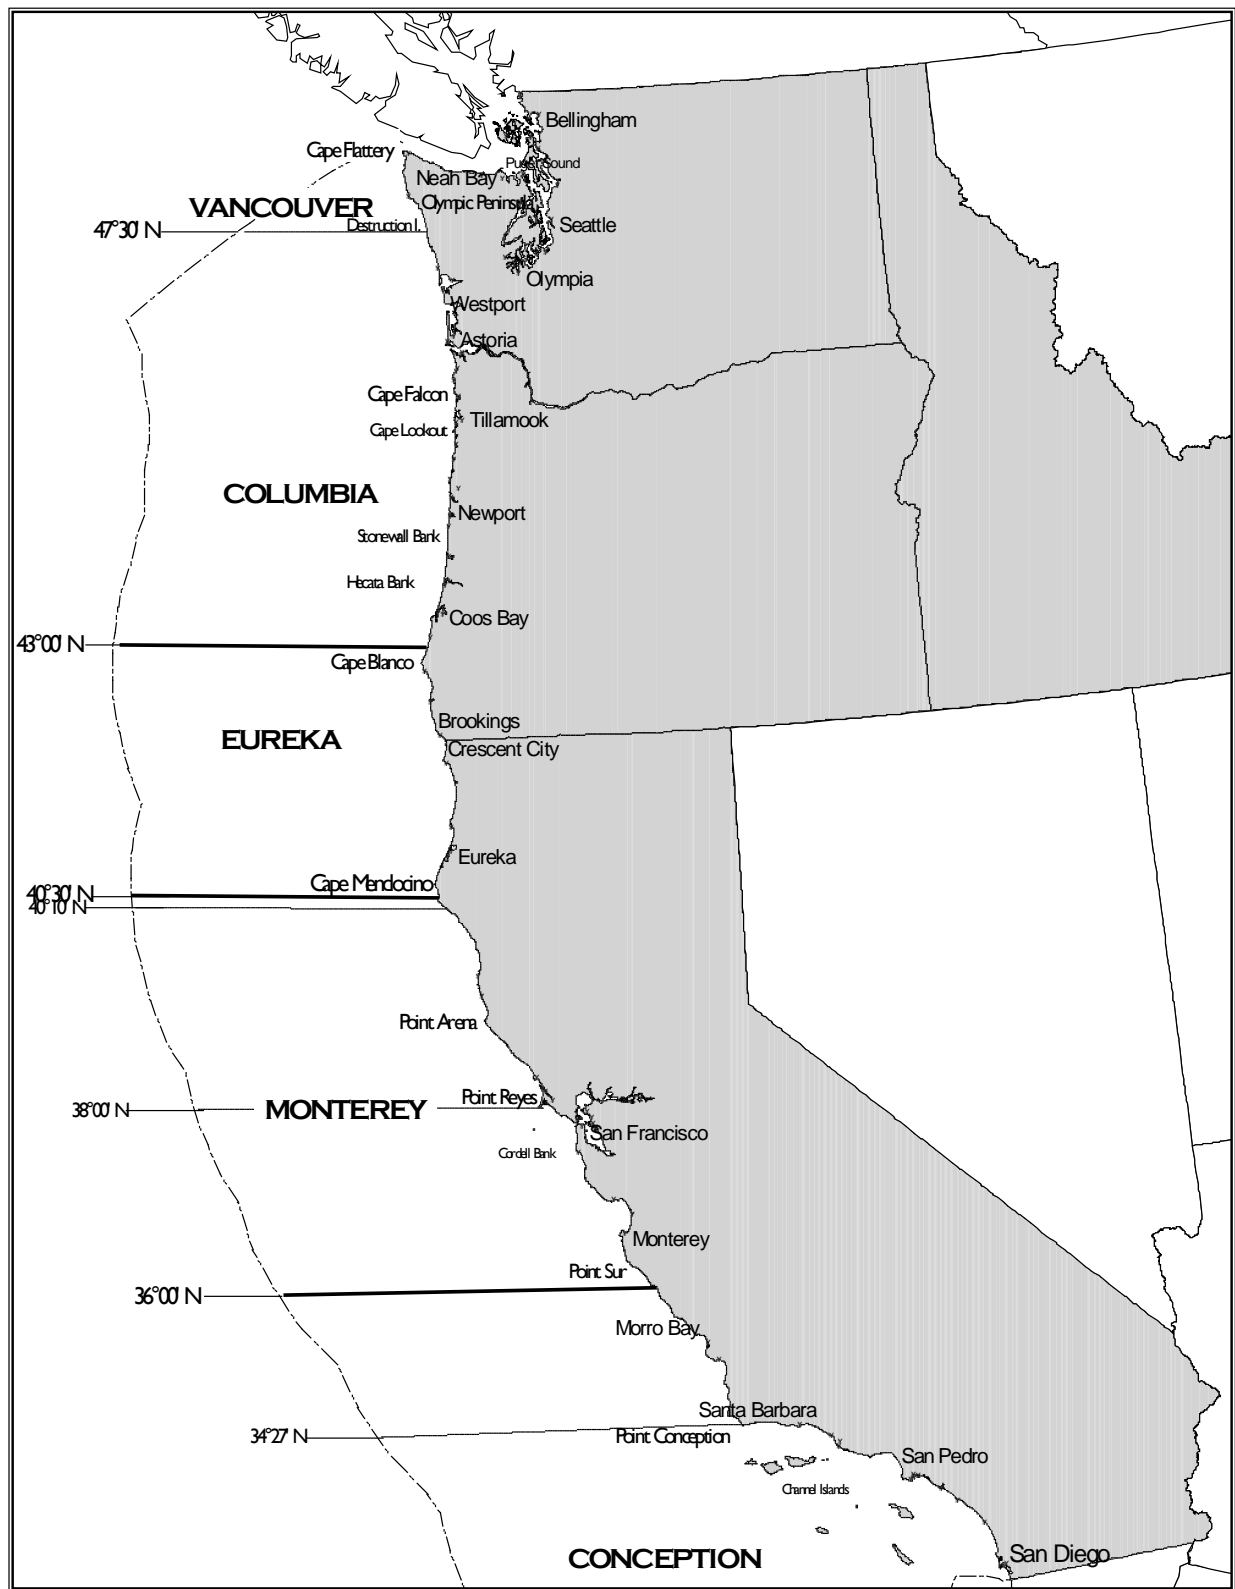 Bellingham
Cape Flattery
Puget Sound
Neah Bay
Olympic Peninsula
VANCOUVER
47°30' N
Destruction I.
Seattle
Olympia
Westport
Astoria
Cape Falcon
Tillamook
Cape Lookout
COLUMBIA
Newport
Stonewall Bank
Hecata Bank
Coos Bay
43°00' N
Cape Blanco
Brookings
EUREKA
Crescent City
Eureka
Cape Mendocino
40°30' N
40°10' N
Point Arena
Point Reyes
38°00' N
MONTEREY
San Francisco
Cordell Bank
Monterey
Point Sur
36°00' N
Morro Bay
Santa Barbara
34°27' N
Point Conception
San Pedro
Channel Islands
CONCEPTION
San Diego